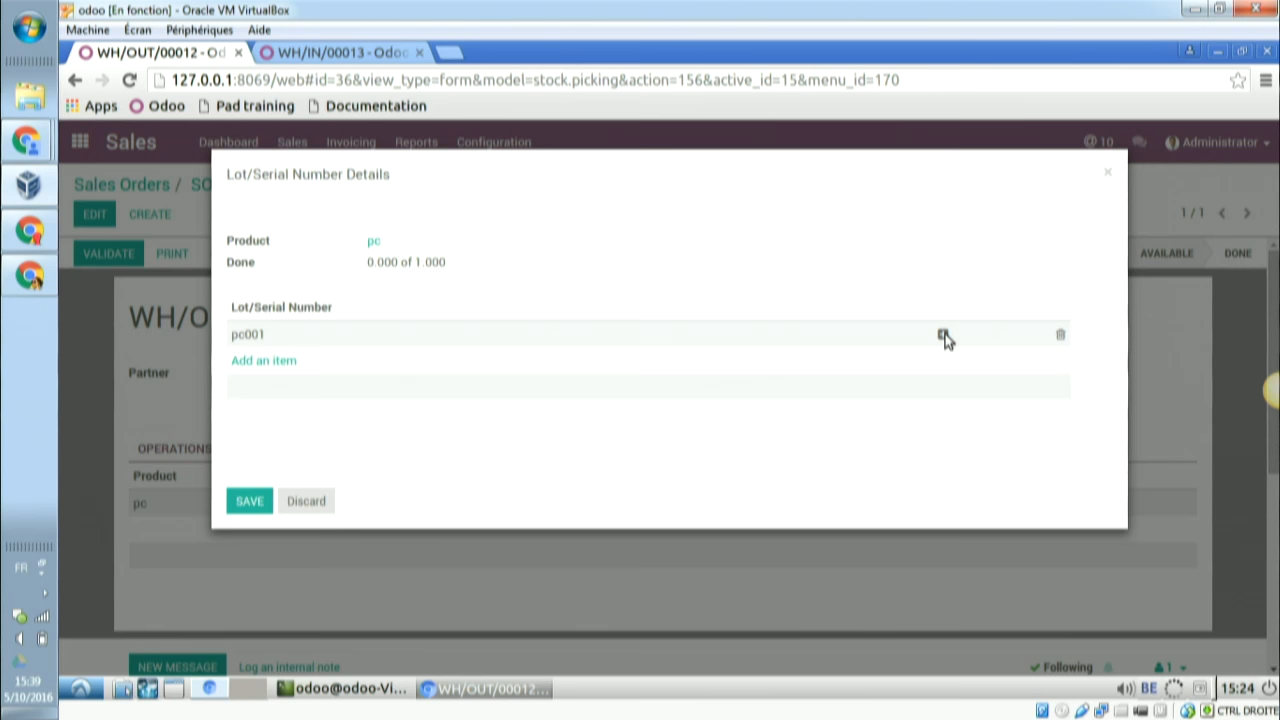 odoo [En fonction] - Oracle VM VirtualBox
Machine Écran Périphériques Aide
WH/OUT/00012 - Od × WH/IN/00013 - Odoo ×
127.0.0.1:8069/web#id=36&view_type=form&model=stock.picking&action=156&active_id=15&menu_id=170
Apps Odoo Pad training Documentation
Sales Dashboard Sales Invoicing Reports Configuration @ 10 Administrator
Lot/Serial Number Details ×
Sales Orders / SO
EDIT CREATE 1 / 1
Product pc
VALIDATE PRINT AVAILABLE DONE
Done 0.000 of 1.000
Lot/Serial Number
WH/O
pc001
Add an item
Partner
OPERATIONS
Product
pc
SAVE Discard
FR
NEW MESSAGE Log an internal note Following 1
15:39
5/10/2016
odoo@odoo-Vi... WH/OUT/00012... BE 15:24
CTRL DROITE